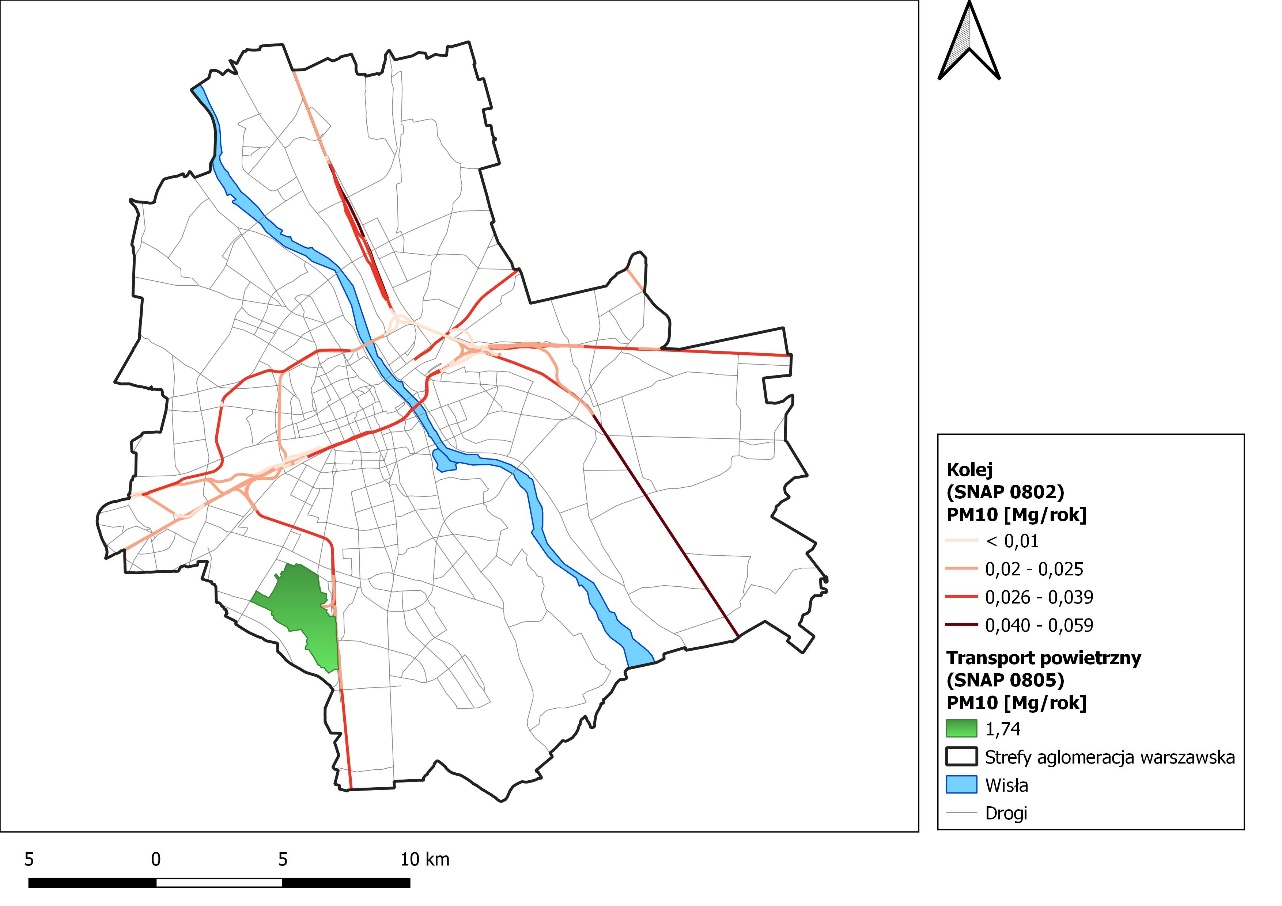 Kolej
(SNAP 0802)
PM10 [Mg/rok]
< 0,01
0,02 - 0,025
0,026 - 0,039
0,040 - 0,059
Transport powietrzny
(SNAP 0805)
PM10 [Mg/rok]
1,74
Strefy aglomeracja warszawska
Wisła
Drogi
5 0 5 10 km